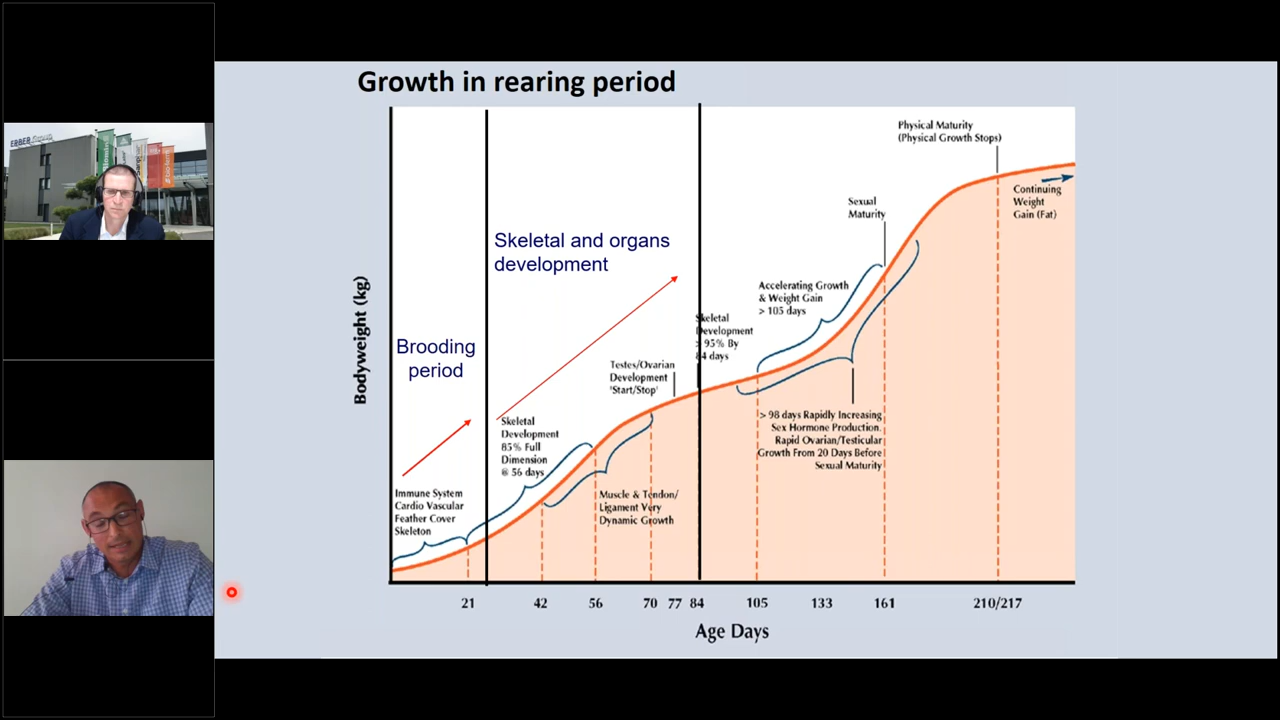 Growth in rearing period
Physical Maturity
(Physical Growth Stops)
Continuing
Weight
Gain (Fat)
Sexual
Maturity
Skeletal and organs
development
Accelerating Growth
& Weight Gain
> 105 days
Skeletal
Development
> 95% By
84 days
Brooding
period
Testes/Ovarian
Development
'Start/Stop'
Bodyweight (kg)
Skeletal
Development
85% Full
Dimension
@ 56 days
> 98 days Rapidly Increasing
Sex Hormone Production.
Rapid Ovarian/Testicular
Growth From 20 Days Before
Sexual Maturity
Immune System
Cardio Vascular
Feather Cover
Skeleton
Muscle & Tendon/
Ligament Very
Dynamic Growth
21 42 56 70 77 84 105 133 161 210/217
Age Days
ERBER